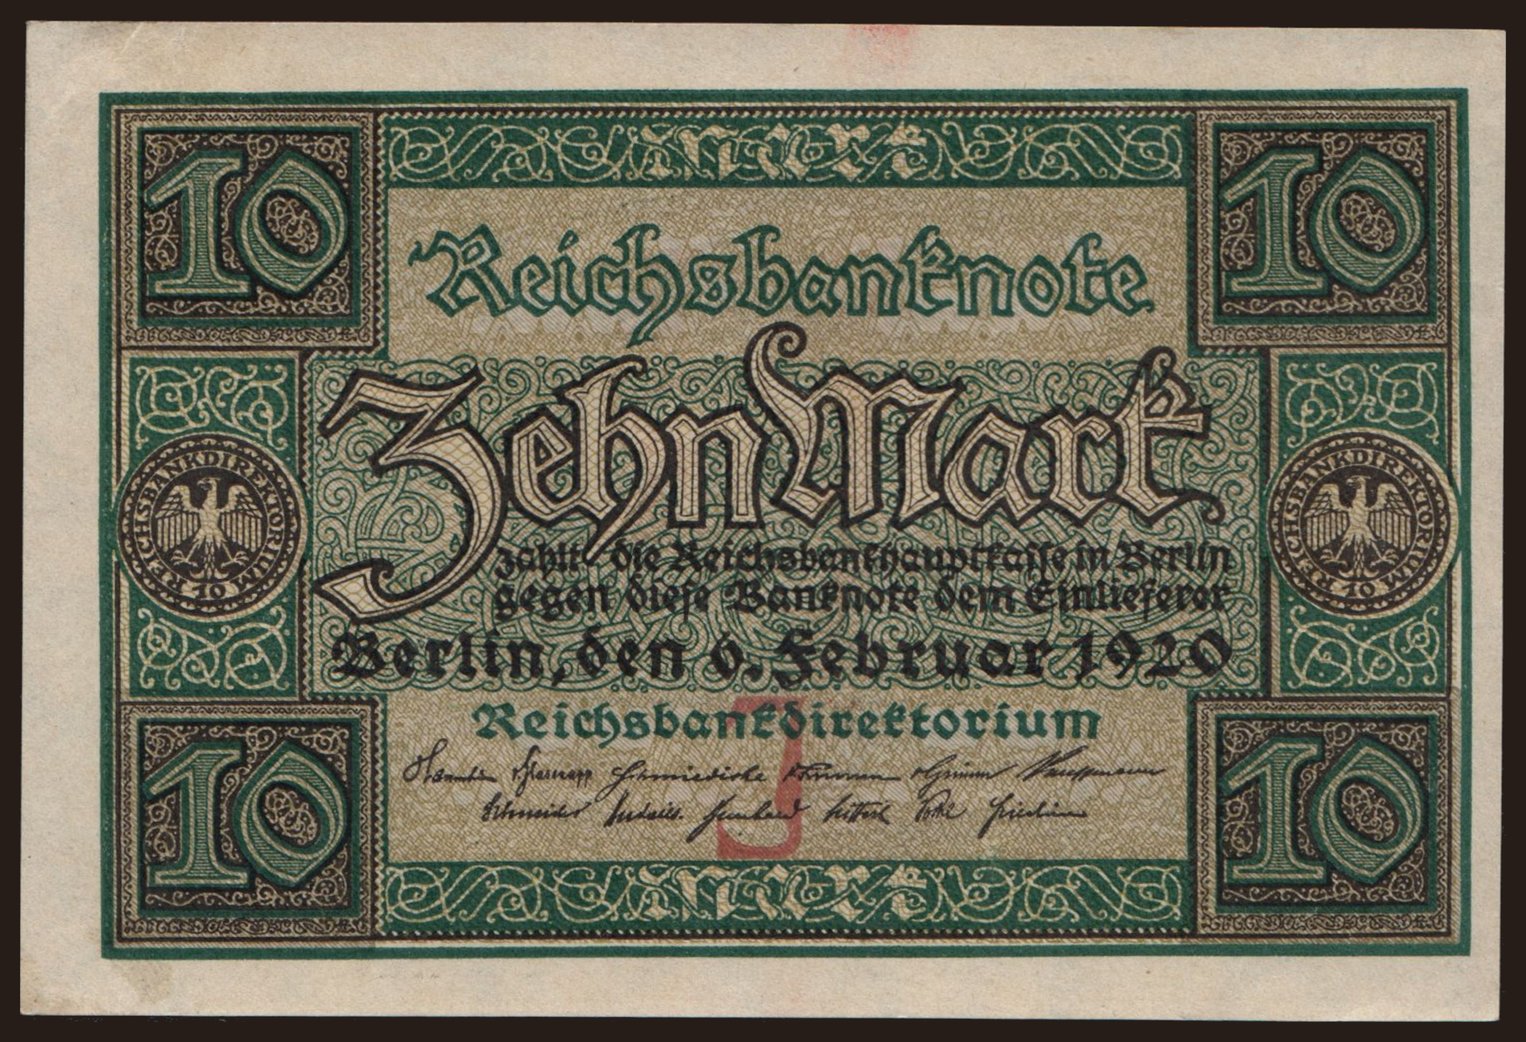 10 10
Reichsbanknote
Zehn Mark
REICHSBANKDIREKTORIUM 10
REICHSBANKDIREKTORIUM 10
zahlt die Reichsbankhauptkasse in Berlin
gegen diese Banknote dem Einlieferer
Berlin, den 6. Februar 1920
Reichsbankdirektorium
J
Schneider
10 10